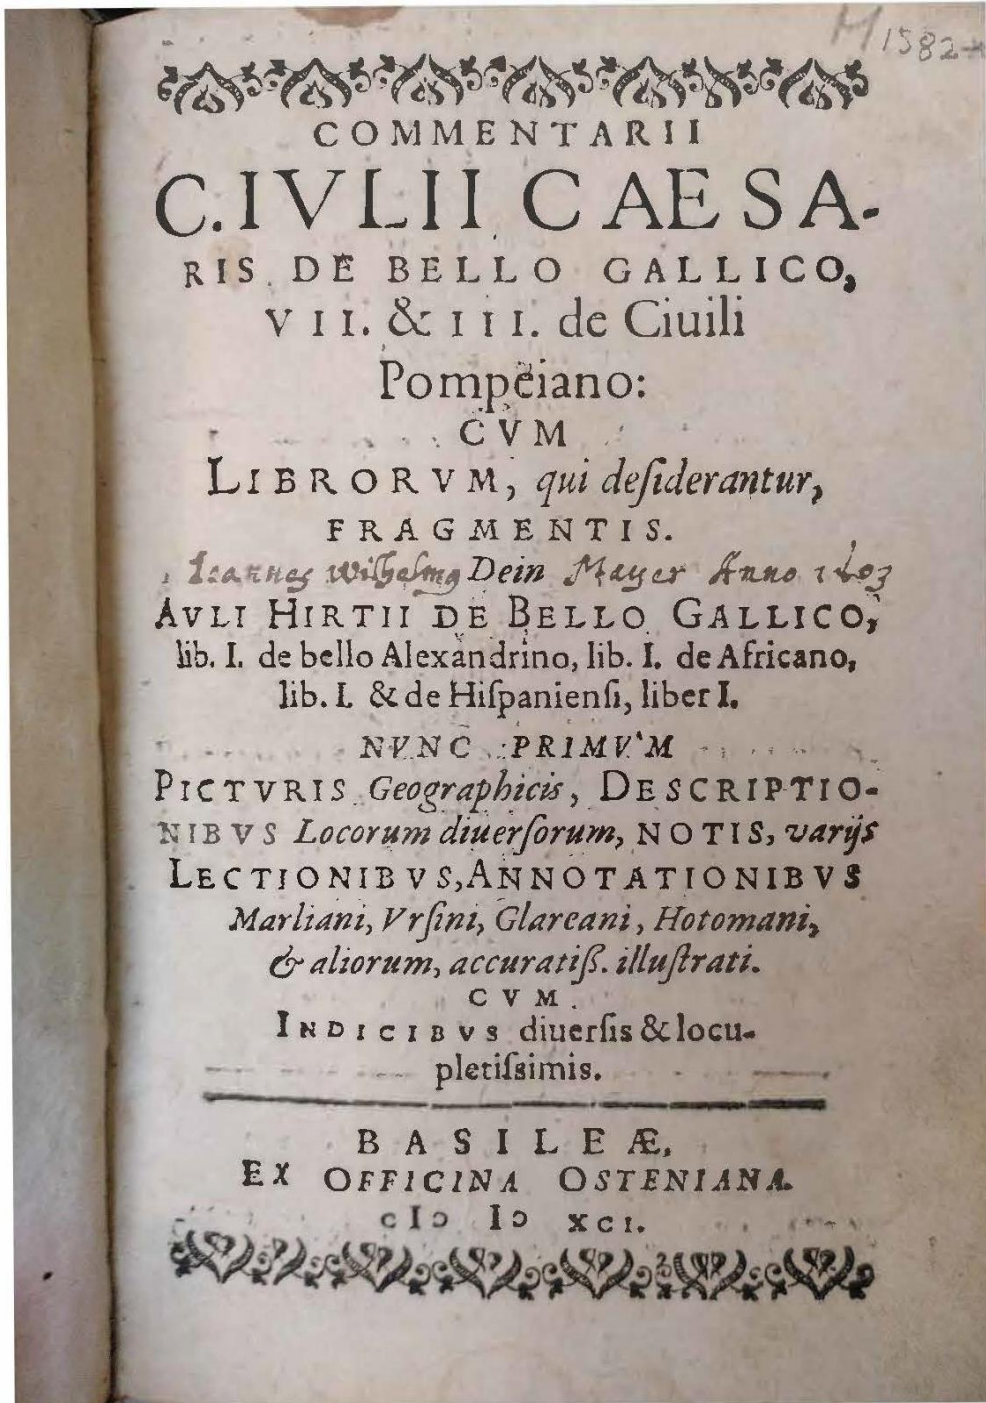 H 1582
COMMENTARII
C. IVLII CAESA-
RIS DE BELLO GALLICO,
VII. & III. de Ciuili
Pompeiano:
CVM
LIBRORVM, qui deſiderantur,
FRAGMENTIS.
Ioannes Wilhelmg Dein Mayer Anno 1603
AVLI HIRTII DE BELLO GALLICO,
lib. I. de bello Alexandrino, lib. I. de Africano,
lib. I. & de Hiſpanienſi, liber I.
NVNC PRIMVM
PICTVRIS Geographicis, DESCRIPTIO-
NIBVS Locorum diuerſorum, NOTIS, varijs
LECTIONIBVS, ANNOTATIONIBVS
Marliani, Vrſini, Glareani, Hotomani,
& aliorum, accuratiß. illuſtrati.
CVM
INDICIBVS diuerſis & locu-
pletiſsimis.
BASILEÆ,
EX OFFICINA OSTENIANA.
cIↄ Iↄ XCI.